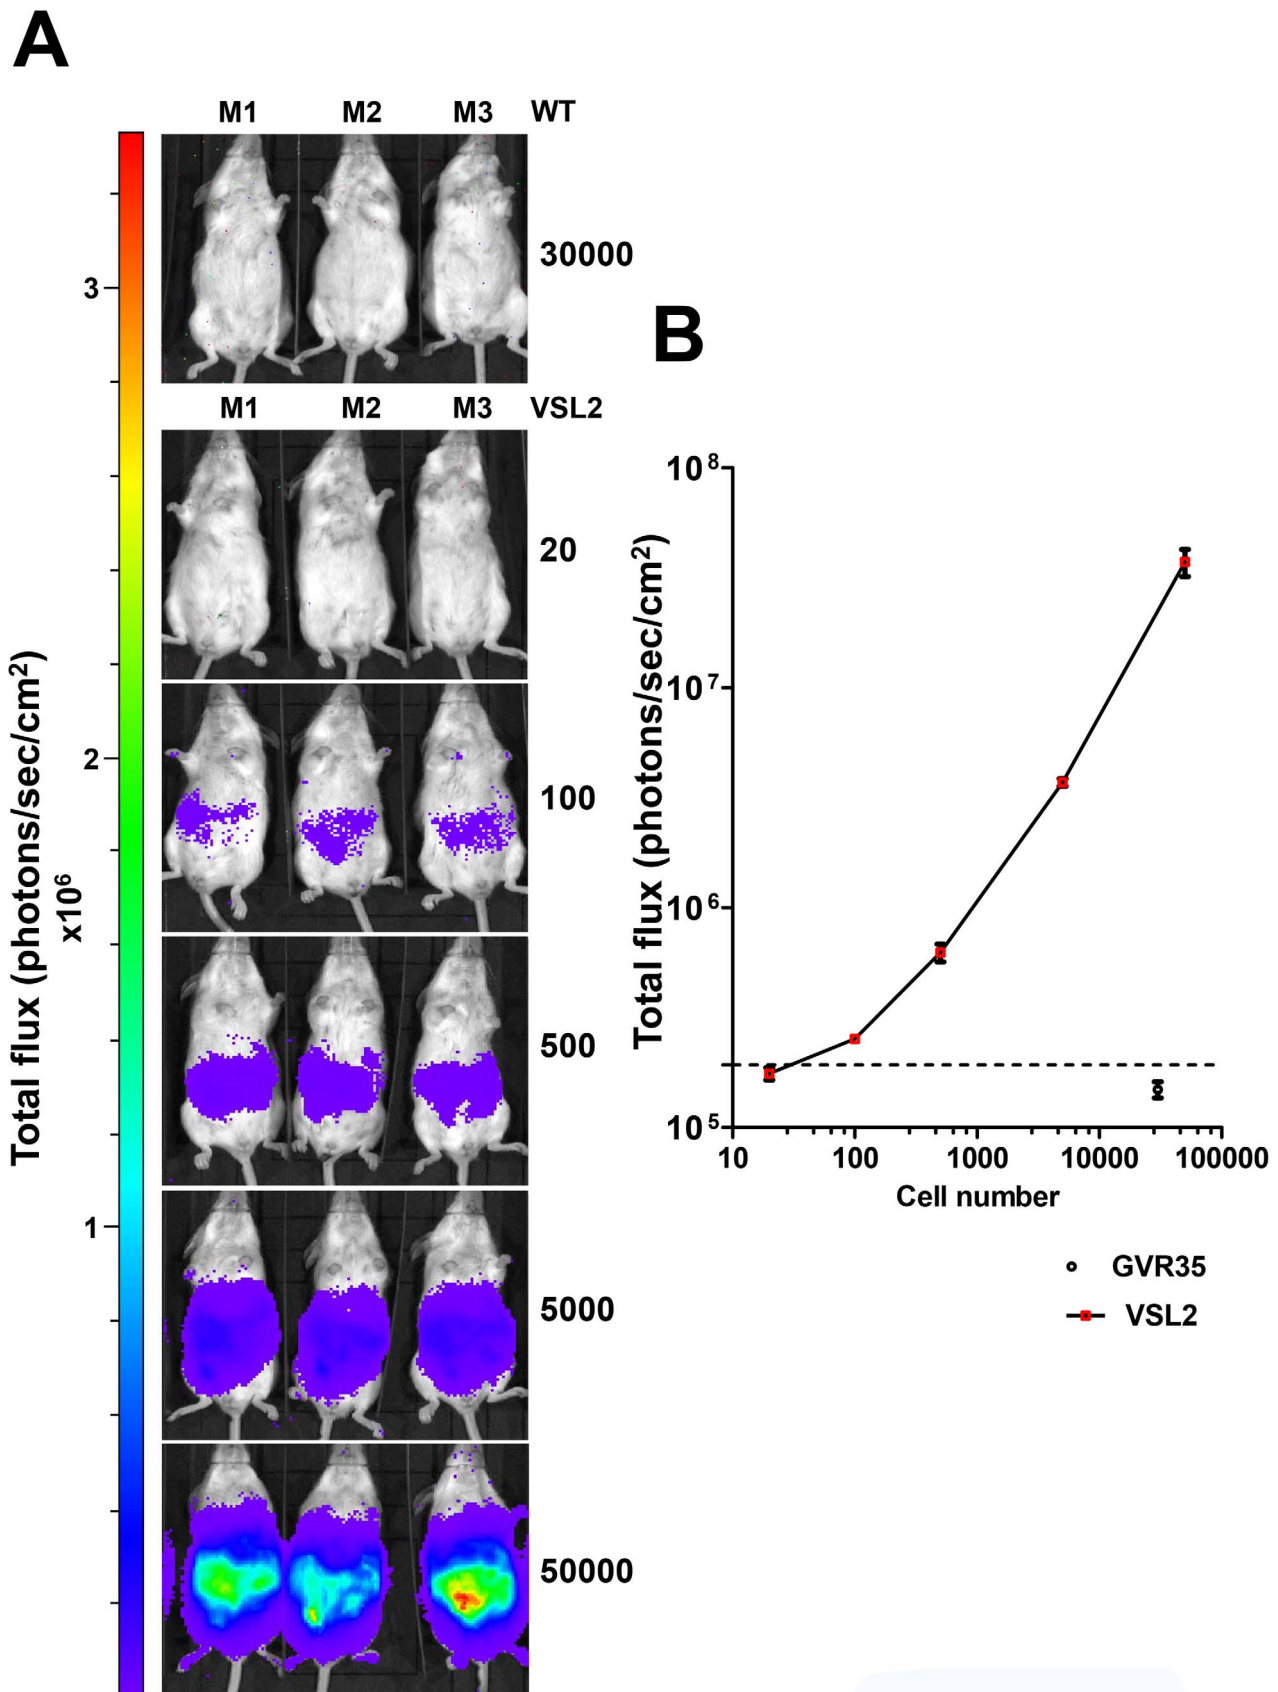 A
M1 M2 M3 WT
30000
3
M1 M2 M3 VSL2
20
100
2
500
1
5000
50000
Total flux (photons/sec/cm²)
x10⁶
B
10⁸
10⁷
10⁶
10⁵
Total flux (photons/sec/cm²)
10 100 1000 10000 100000
Cell number
GVR35
VSL2